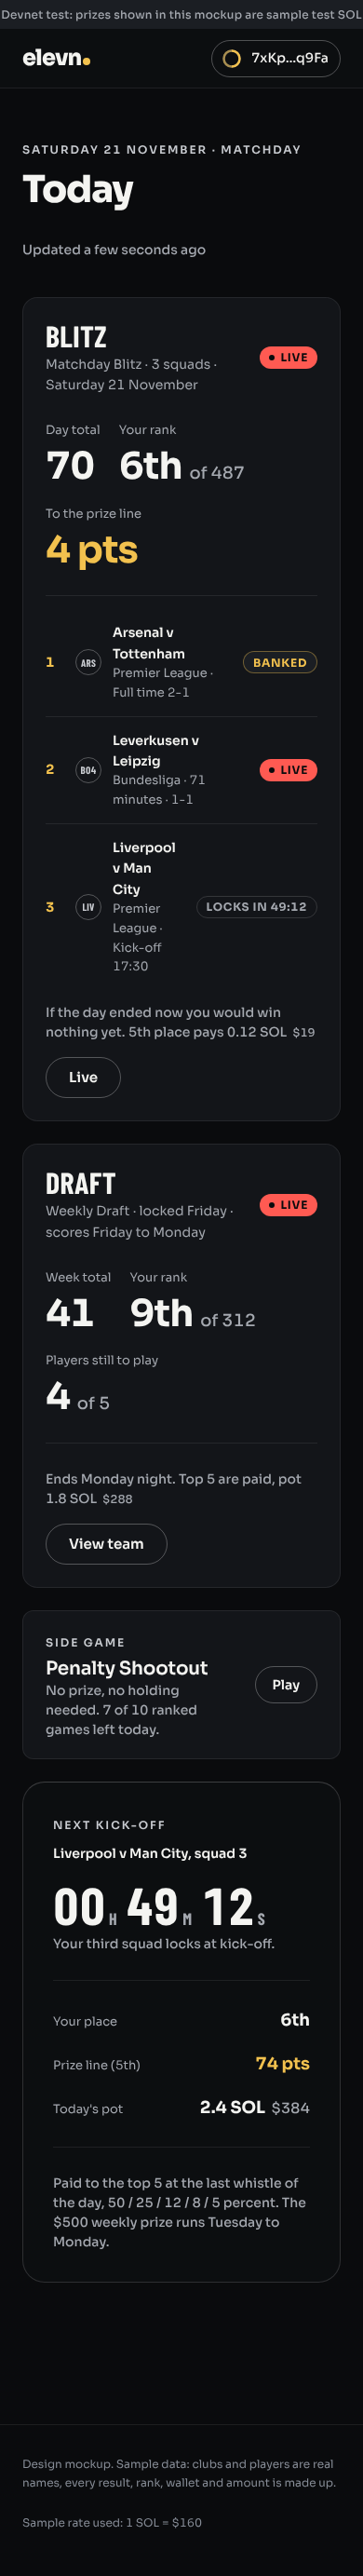 Devnet test: prizes shown in this mockup are sample test SOL
elevn.
7xKp...q9Fa
SATURDAY 21 NOVEMBER · MATCHDAY
Today
Updated a few seconds ago
BLITZ
Matchday Blitz · 3 squads ·
Saturday 21 November
LIVE
Day total
Your rank
70
6th of 487
To the prize line
4 pts
1
ARS
Arsenal v
Tottenham
Premier League ·
Full time 2-1
BANKED
2
B04
Leverkusen v
Leipzig
Bundesliga · 71
minutes · 1-1
LIVE
3
LIV
Liverpool
v Man
City
Premier
League ·
Kick-off
17:30
LOCKS IN 49:12
If the day ended now you would win
nothing yet. 5th place pays 0.12 SOL $19
Live
DRAFT
Weekly Draft · locked Friday ·
scores Friday to Monday
LIVE
Week total
Your rank
41
9th of 312
Players still to play
4 of 5
Ends Monday night. Top 5 are paid, pot
1.8 SOL $288
View team
SIDE GAME
Penalty Shootout
No prize, no holding
needed. 7 of 10 ranked
games left today.
Play
NEXT KICK-OFF
Liverpool v Man City, squad 3
00 H 49 M 12 S
Your third squad locks at kick-off.
Your place 6th
Prize line (5th) 74 pts
Today's pot 2.4 SOL $384
Paid to the top 5 at the last whistle of
the day, 50 / 25 / 12 / 8 / 5 percent. The
$500 weekly prize runs Tuesday to
Monday.
Design mockup. Sample data: clubs and players are real
names, every result, rank, wallet and amount is made up.
Sample rate used: 1 SOL = $160